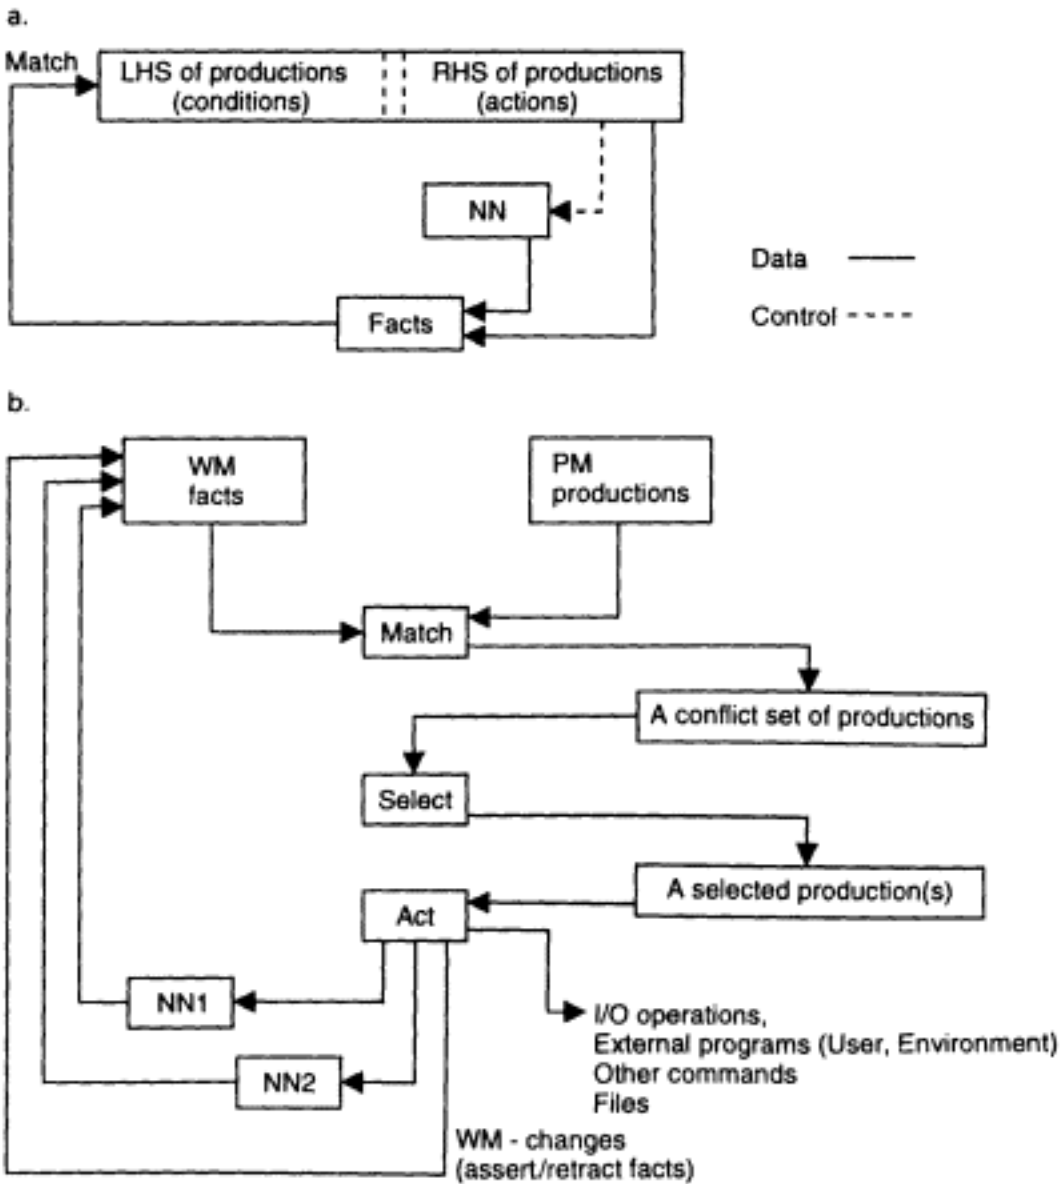 a.
Match
LHS of productions
(conditions)
RHS of productions
(actions)
NN
Data
Control
Facts
b.
WM
facts
PM
productions
Match
A conflict set of productions
Select
A selected production(s)
Act
NN1
I/O operations,
External programs (User, Environment)
NN2
Other commands
Files
WM - changes
(assert/retract facts)